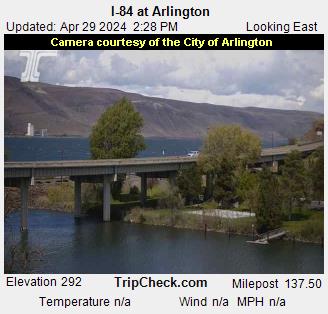 I-84 at Arlington
Updated: Apr 29 2024 2:28 PM Looking East
Camera courtesy of the City of Arlington
Elevation 292 TripCheck.com Milepost 137.50
Temperature n/a Wind n/a MPH n/a